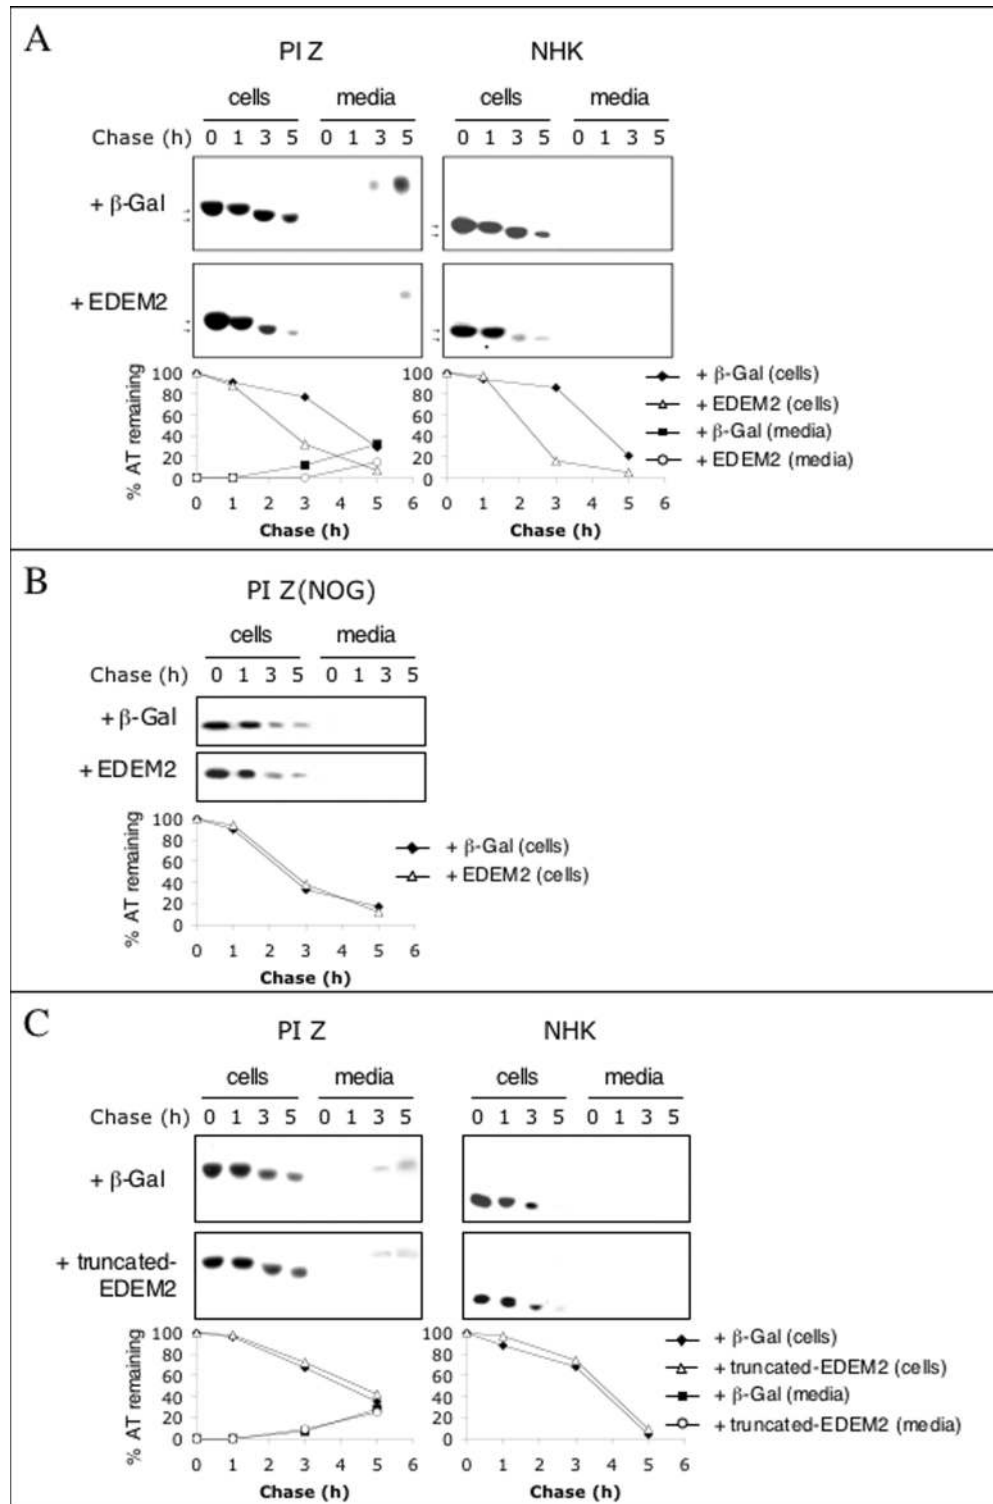 A
PI Z
NHK
cells media
cells media
Chase (h) 0 1 3 5 0 1 3 5
0 1 3 5 0 1 3 5
+ β-Gal
+ EDEM2
% AT remaining
100
80
60
40
20
0
0 1 2 3 4 5 6
Chase (h)
100
80
60
40
20
0
0 1 2 3 4 5 6
Chase (h)
+ β-Gal (cells)
+ EDEM2 (cells)
+ β-Gal (media)
+ EDEM2 (media)
B
PI Z(NOG)
cells media
Chase (h) 0 1 3 5 0 1 3 5
+ β-Gal
+ EDEM2
% AT remaining
100
80
60
40
20
0
0 1 2 3 4 5 6
Chase (h)
+ β-Gal (cells)
+ EDEM2 (cells)
C
PI Z
NHK
cells media
cells media
Chase (h) 0 1 3 5 0 1 3 5
0 1 3 5 0 1 3 5
+ β-Gal
+ truncated-
EDEM2
% AT remaining
100
80
60
40
20
0
0 1 2 3 4 5 6
Chase (h)
100
80
60
40
20
0
0 1 2 3 4 5 6
Chase (h)
+ β-Gal (cells)
+ truncated-EDEM2 (cells)
+ β-Gal (media)
+ truncated-EDEM2 (media)